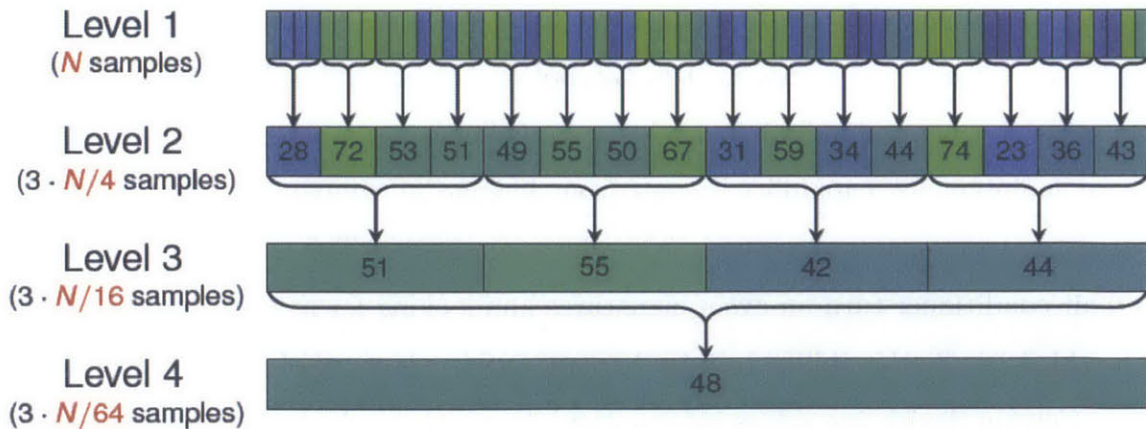 Level 1
(N samples)
Level 2
(3 · N/4 samples)
28 72 53 51 49 55 50 67 31 59 34 44 74 23 36 43
Level 3
(3 · N/16 samples)
51 55 42 44
Level 4
(3 · N/64 samples)
48